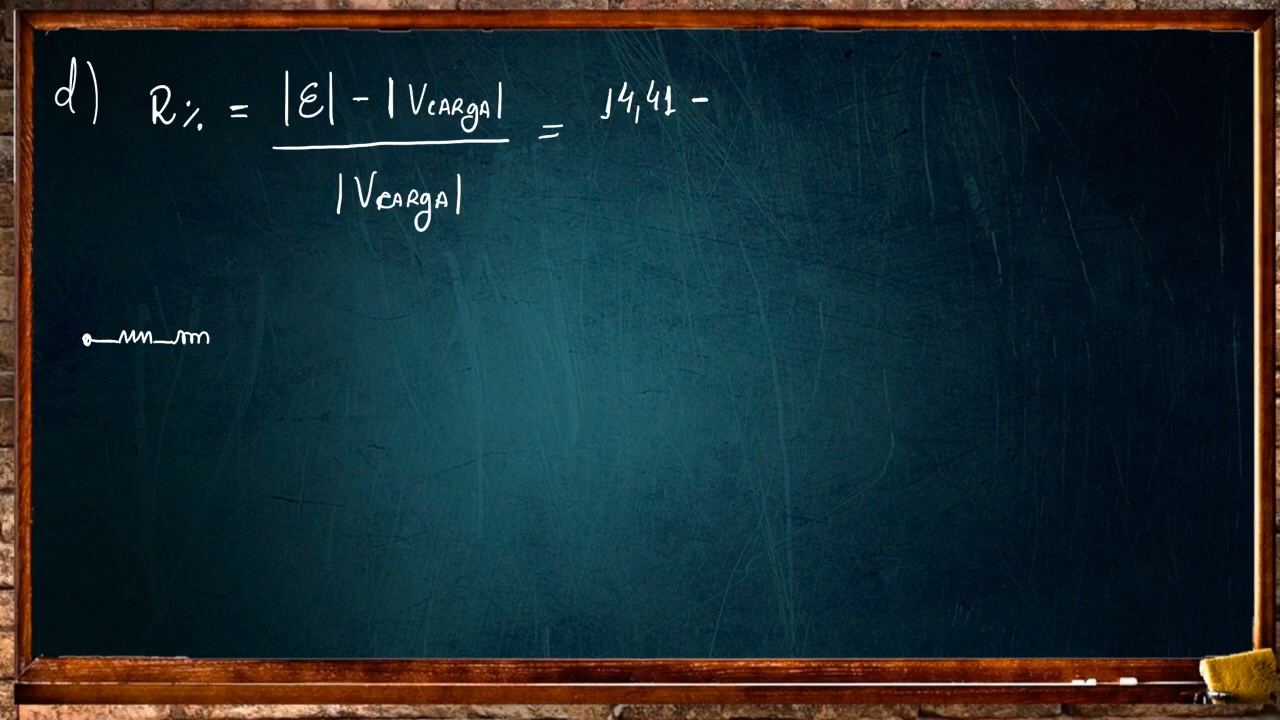 d) R% = |ε| - |VCARgA| = 14,41 -
|VCARgA|